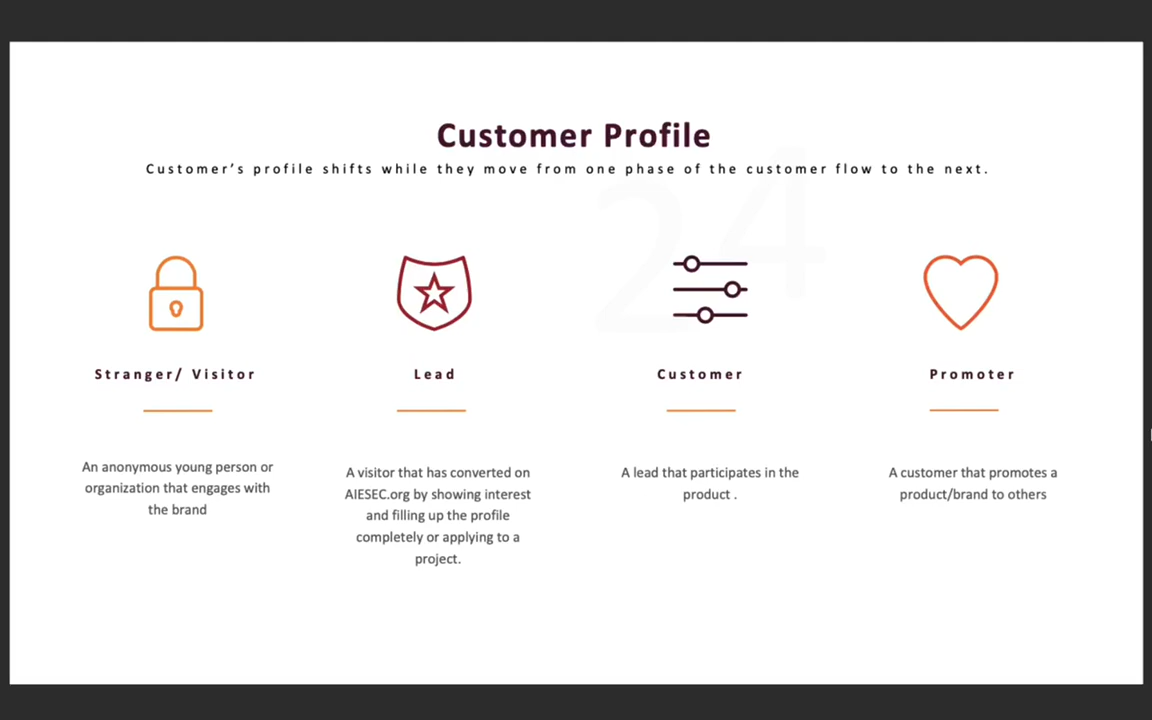 Customer Profile
Customer’s profile shifts while they move from one phase of the customer flow to the next.
24
Stranger/ Visitor
Lead
Customer
Promoter
An anonymous young person or
organization that engages with
the brand
A visitor that has converted on
AIESEC.org by showing interest
and filling up the profile
completely or applying to a
project.
A lead that participates in the
product .
A customer that promotes a
product/brand to others